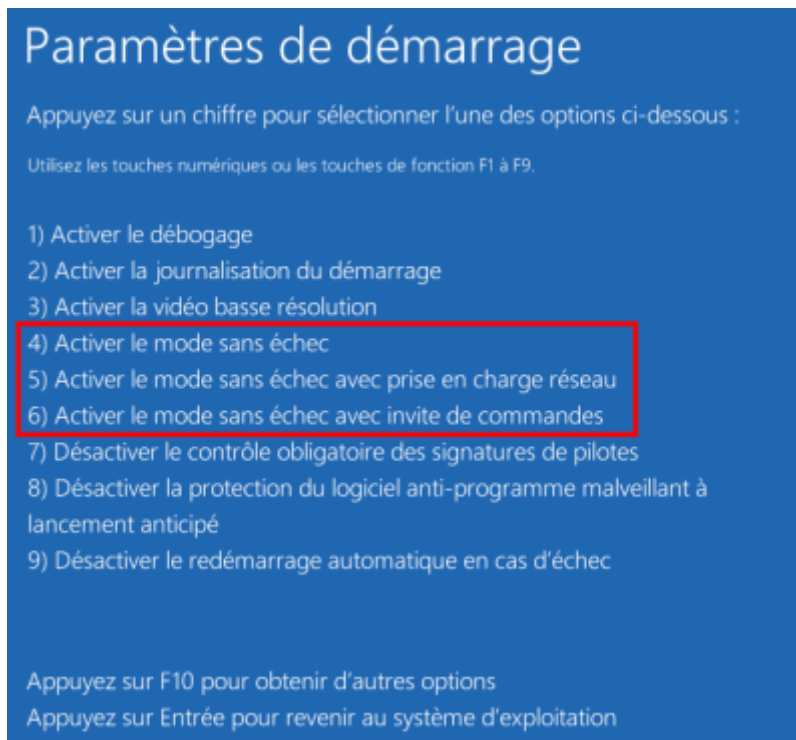 Paramètres de démarrage
Appuyez sur un chiffre pour sélectionner l'une des options ci-dessous :
Utilisez les touches numériques ou les touches de fonction F1 à F9.
1) Activer le débogage
2) Activer la journalisation du démarrage
3) Activer la vidéo basse résolution
4) Activer le mode sans échec
5) Activer le mode sans échec avec prise en charge réseau
6) Activer le mode sans échec avec invite de commandes
7) Désactiver le contrôle obligatoire des signatures de pilotes
8) Désactiver la protection du logiciel anti-programme malveillant à
lancement anticipé
9) Désactiver le redémarrage automatique en cas d'échec
Appuyez sur F10 pour obtenir d'autres options
Appuyez sur Entrée pour revenir au système d'exploitation